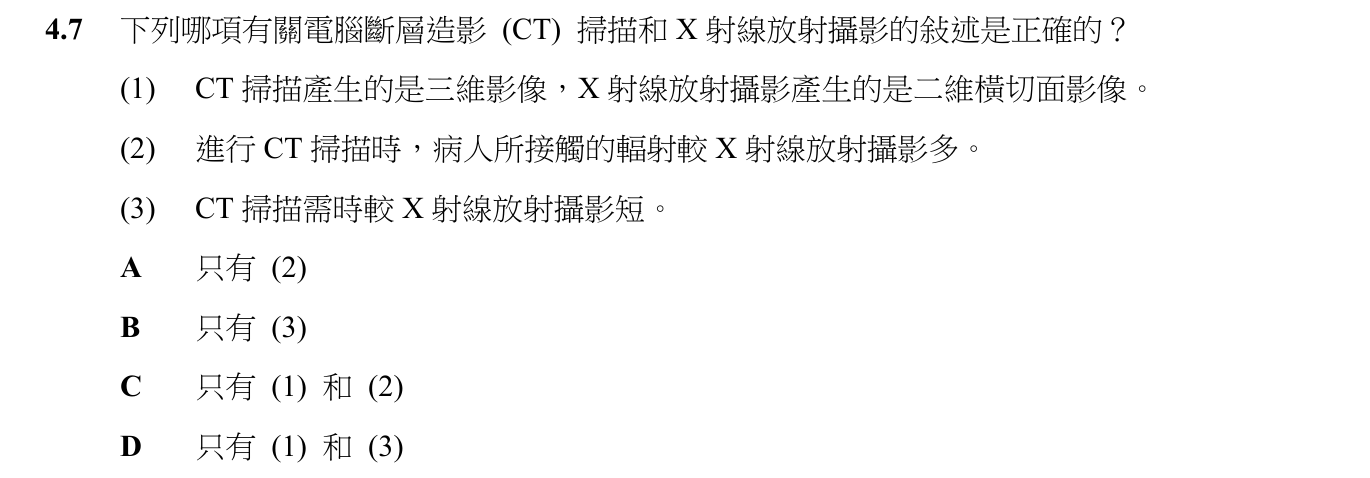 4.7 下列哪項有關電腦斷層造影 (CT) 掃描和 X 射線放射攝影的敍述是正確的？
(1) CT 掃描產生的是三維影像，X 射線放射攝影產生的是二維橫切面影像。
(2) 進行 CT 掃描時，病人所接觸的輻射較 X 射線放射攝影多。
(3) CT 掃描需時較 X 射線放射攝影短。
A 只有 (2)
B 只有 (3)
C 只有 (1) 和 (2)
D 只有 (1) 和 (3)